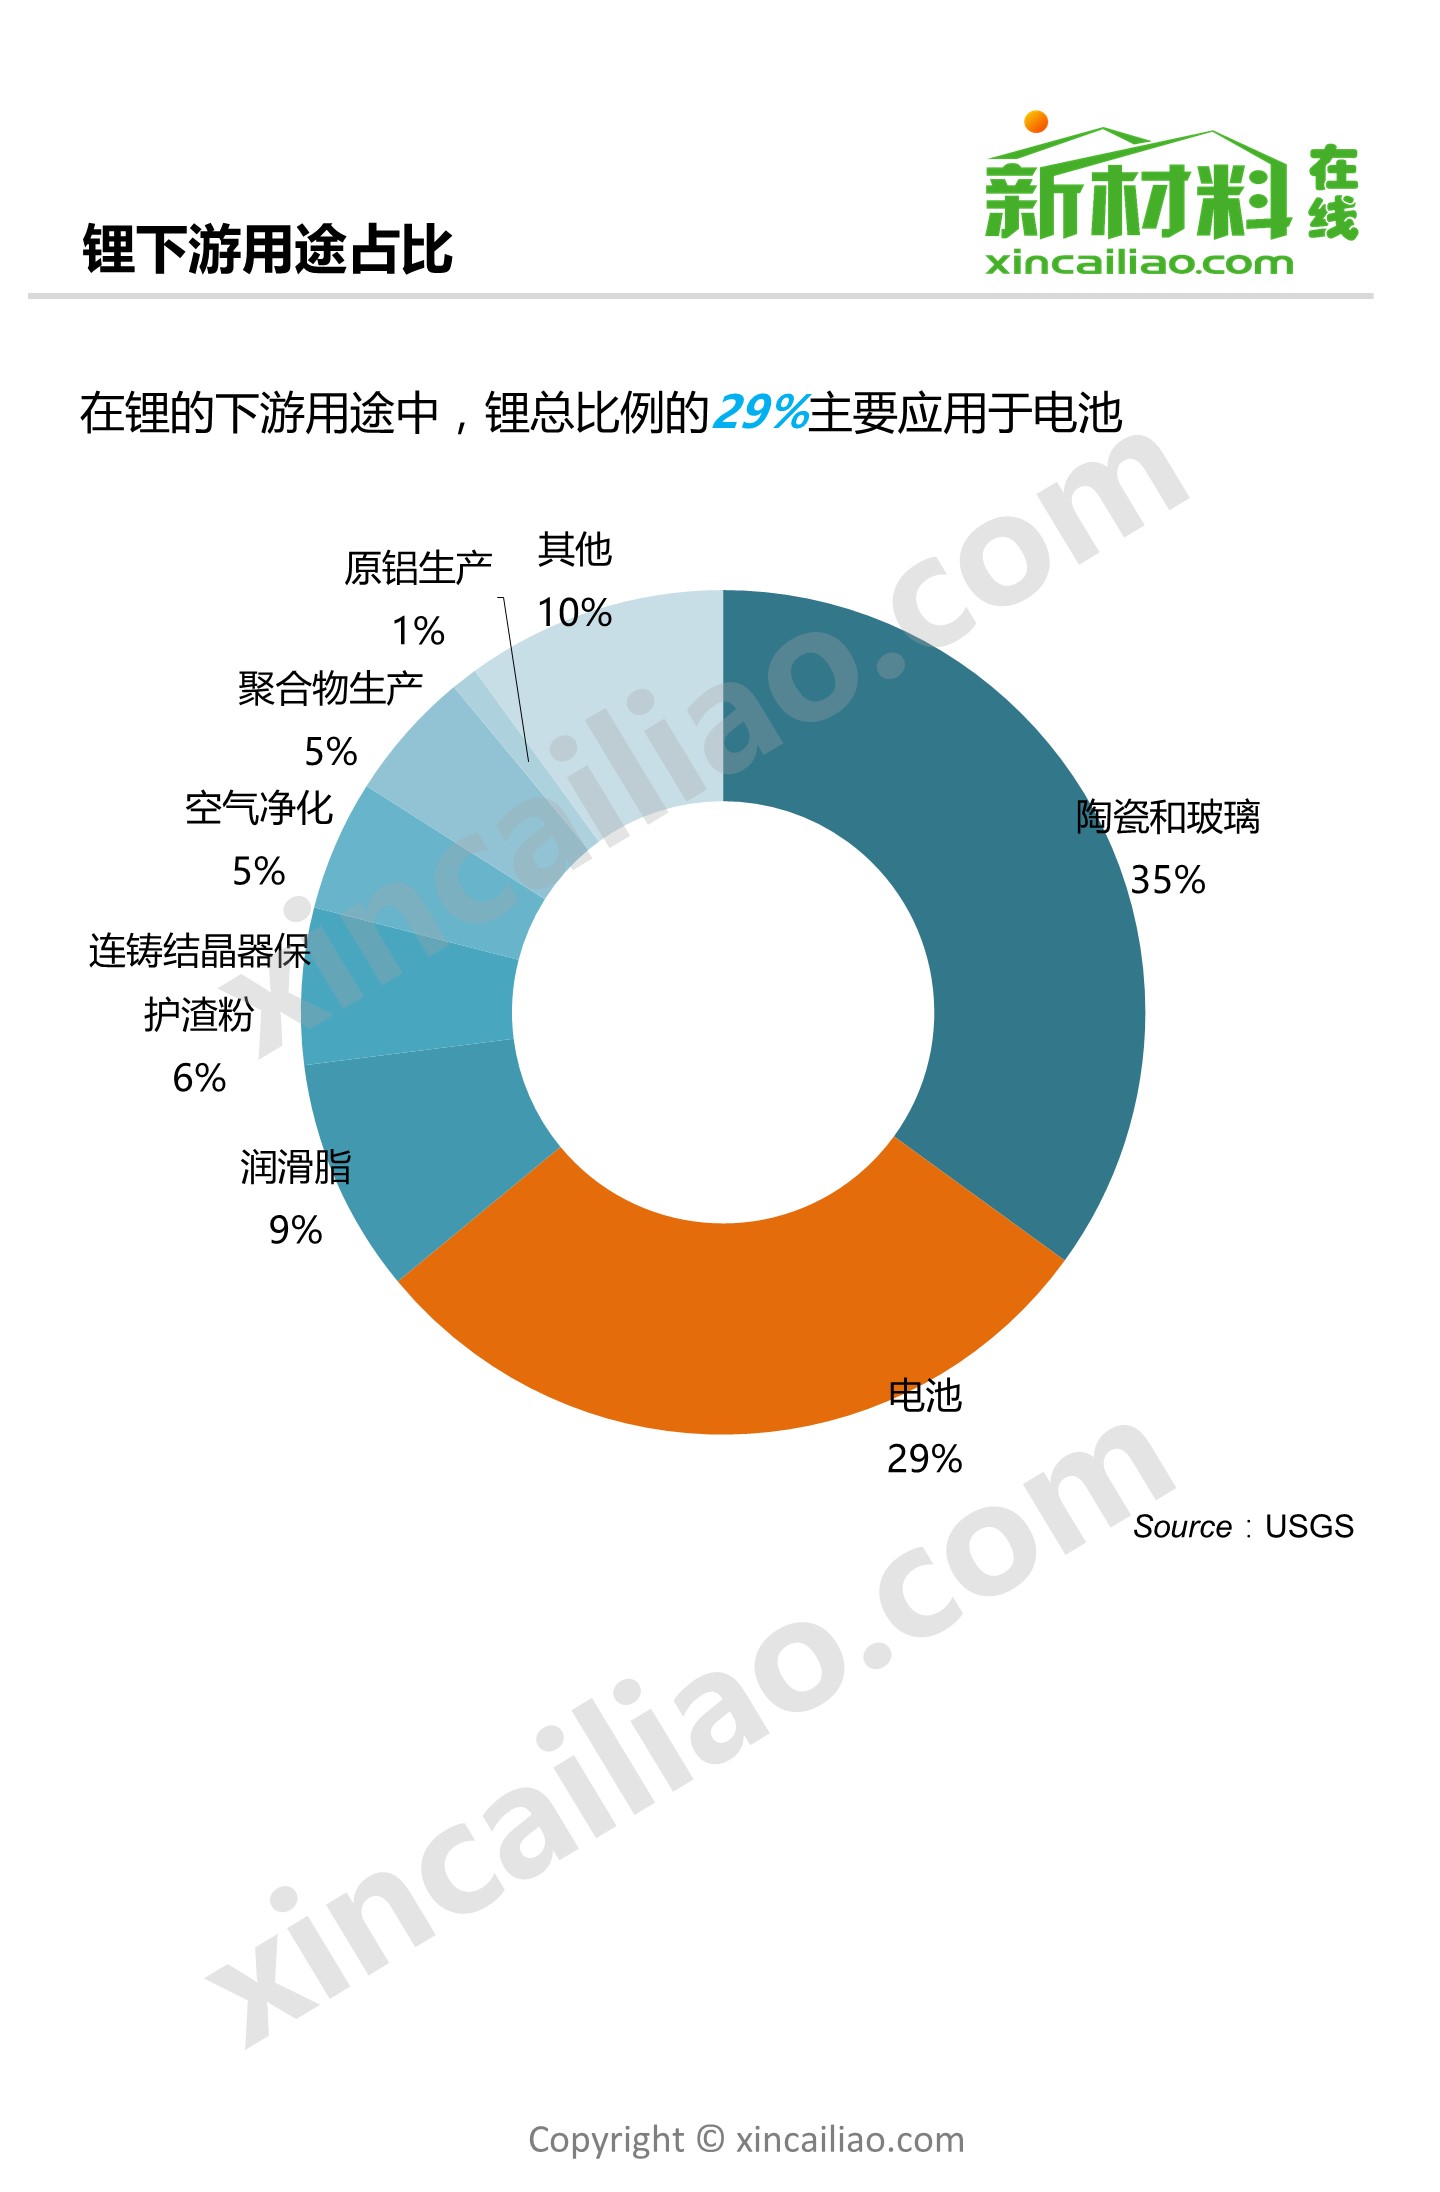 新材料在线
xincailiao.com
锂下游用途占比
在锂的下游用途中，锂总比例的29%主要应用于电池
其他
10%
原铝生产
1%
聚合物生产
5%
空气净化
5%
连铸结晶器保
护渣粉
6%
润滑脂
9%
陶瓷和玻璃
35%
电池
29%
Source：USGS
xincailiao.com
xincailiao.com
Copyright © xincailiao.com